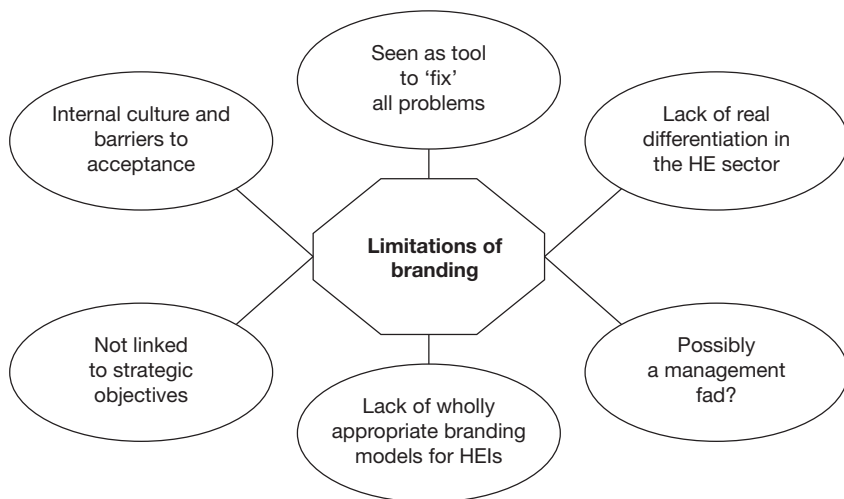 Seen as tool
to ‘fix’
all problems
Internal culture and
barriers to
acceptance
Lack of real
differentiation in
the HE sector
Limitations of
branding
Not linked
to strategic
objectives
Lack of wholly
appropriate branding
models for HEIs
Possibly
a management
fad?